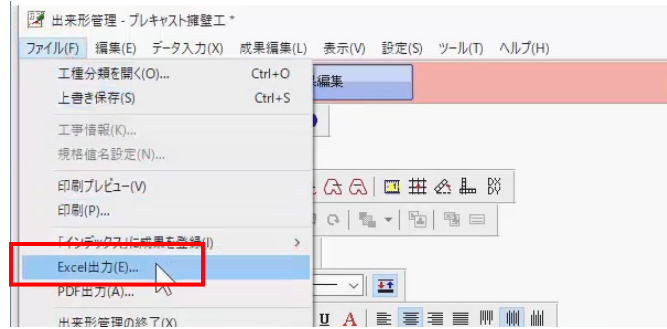 出来形管理 - プレキャスト擁壁工 *
ファイル(F) 編集(E) データ入力(X) 成果編集(L) 表示(V) 設定(S) ツール(T) ヘルプ(H)
工種分類を開く(O)... Ctrl+O
編集
上書き保存(S) Ctrl+S
工事情報(K)...
規格値名設定(N)...
印刷プレビュー(V)
印刷(P)...
「インデックス」に成果を登録(I) >
Excel出力(E)...
PDF出力(A)...
出来形管理の終了(X)
U A